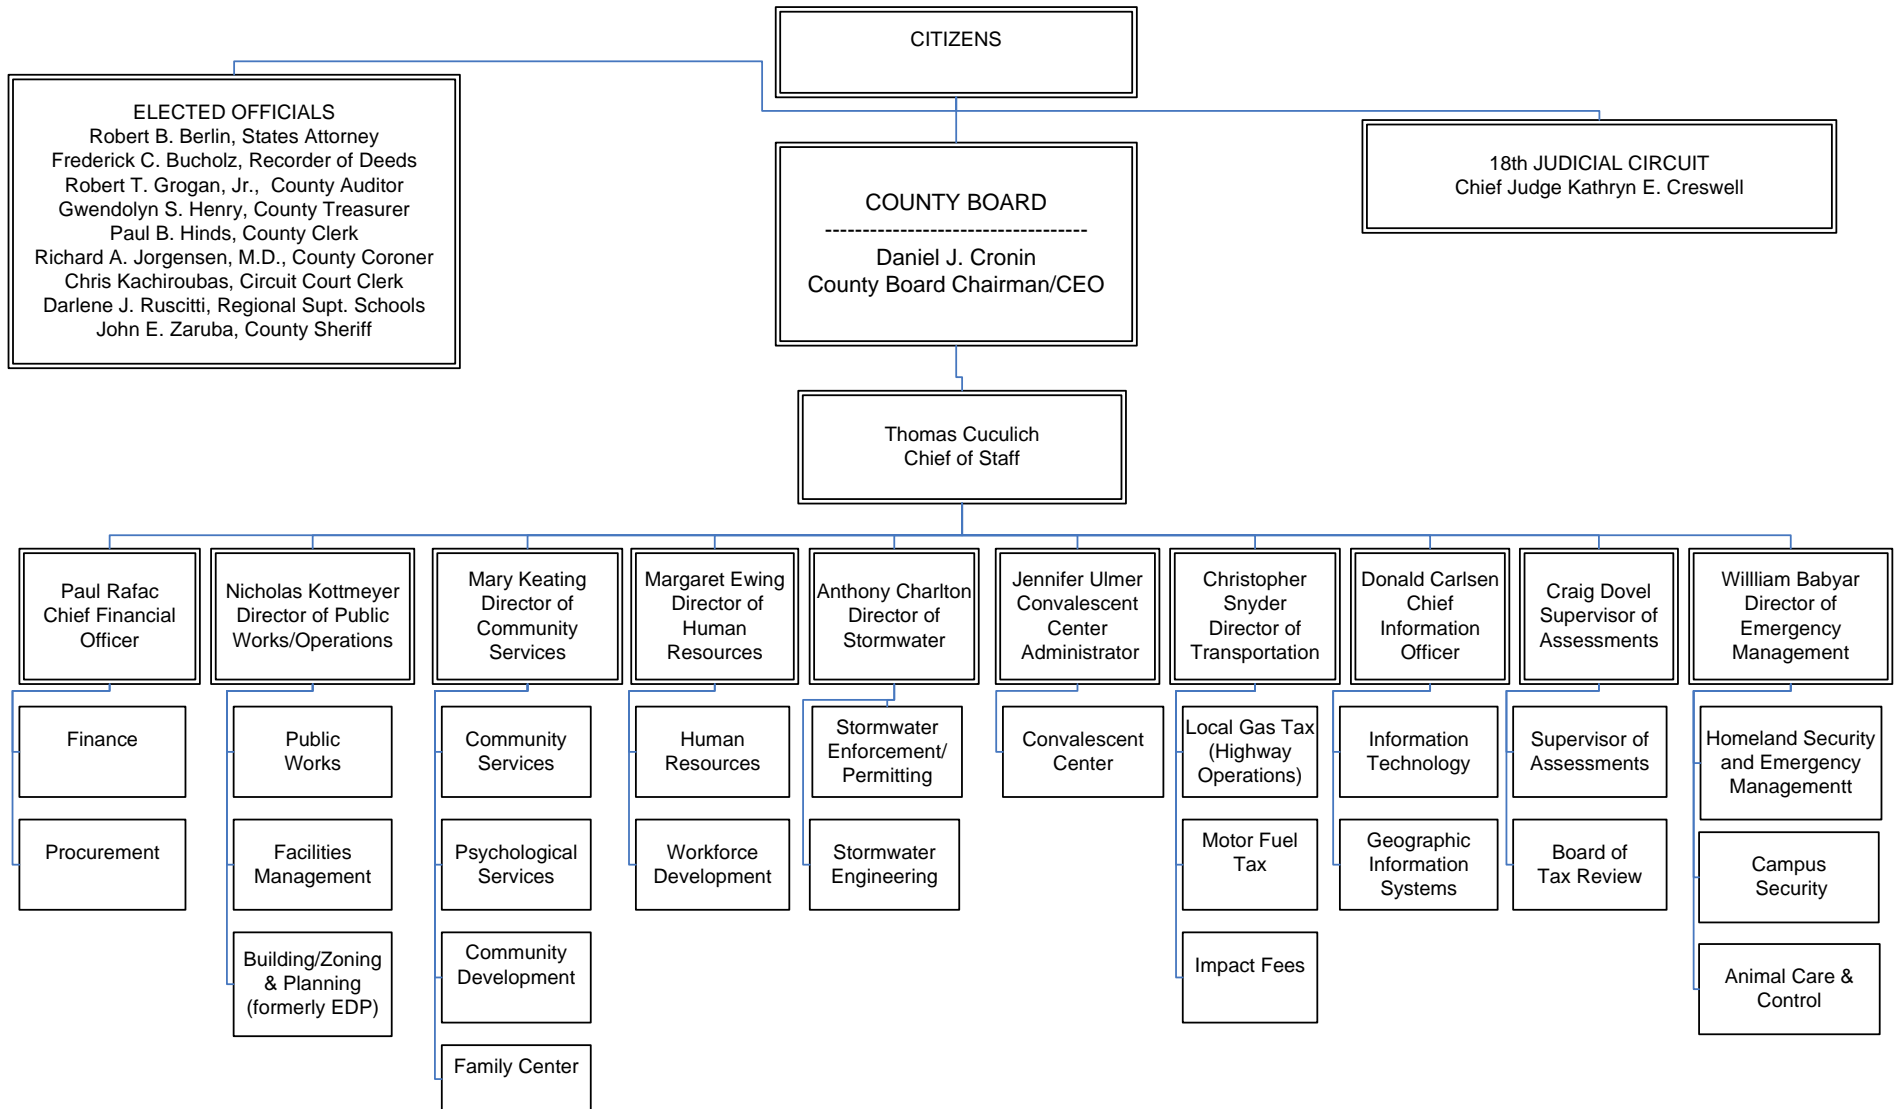 CITIZENS
ELECTED OFFICIALS
Robert B. Berlin, States Attorney
Frederick C. Bucholz, Recorder of Deeds
Robert T. Grogan, Jr.,  County Auditor
Gwendolyn S. Henry, County Treasurer
Paul B. Hinds, County Clerk
Richard A. Jorgensen, M.D., County Coroner
Chris Kachiroubas, Circuit Court Clerk
Darlene J. Ruscitti, Regional Supt. Schools
John E. Zaruba, County Sheriff
COUNTY BOARD
-----------------------------------
Daniel J. Cronin
County Board Chairman/CEO
18th JUDICIAL CIRCUIT
Chief Judge Kathryn E. Creswell
Thomas Cuculich
Chief of Staff
Paul Rafac
Chief Financial
Officer
Nicholas Kottmeyer
Director of Public
Works/Operations
Mary Keating
Director of
Community
Services
Margaret Ewing
Director of
Human
Resources
Anthony Charlton
Director of
Stormwater
Jennifer Ulmer
Convalescent
Center
Administrator
Christopher
Snyder
Director of
Transportation
Donald Carlsen
Chief
Information
Officer
Craig Dovel
Supervisor of
Assessments
Willliam Babyar
Director of
Emergency
Management
Finance
Public
Works
Community
Services
Human
Resources
Stormwater
Enforcement/
Permitting
Convalescent
Center
Local Gas Tax
(Highway
Operations)
Information
Technology
Supervisor of
Assessments
Homeland Security
and Emergency
Managementt
Procurement
Facilities
Management
Psychological
Services
Workforce
Development
Stormwater
Engineering
Motor Fuel
Tax
Geographic
Information
Systems
Board of
Tax Review
Campus
Security
Building/Zoning
& Planning
(formerly EDP)
Community
Development
Impact Fees
Animal Care &
Control
Family Center